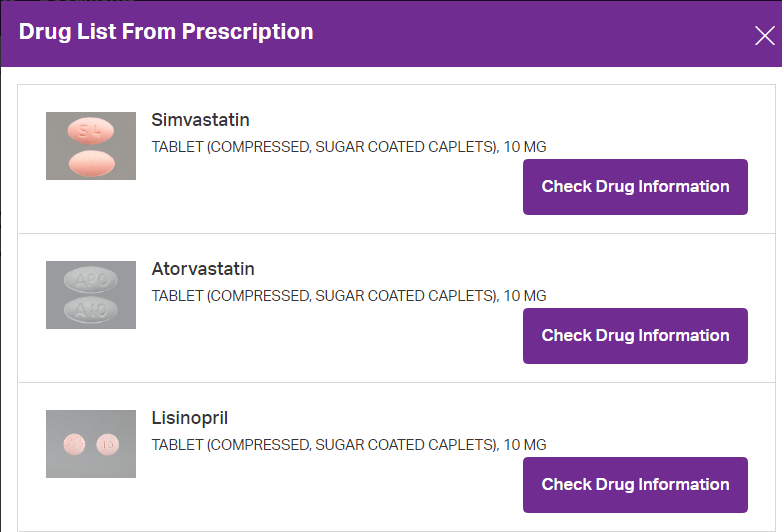 Drug List From Prescription
Simvastatin
TABLET (COMPRESSED, SUGAR COATED CAPLETS), 10 MG
Check Drug Information
Atorvastatin
TABLET (COMPRESSED, SUGAR COATED CAPLETS), 10 MG
APO
A10
Check Drug Information
Lisinopril
TABLET (COMPRESSED, SUGAR COATED CAPLETS), 10 MG
10
Check Drug Information